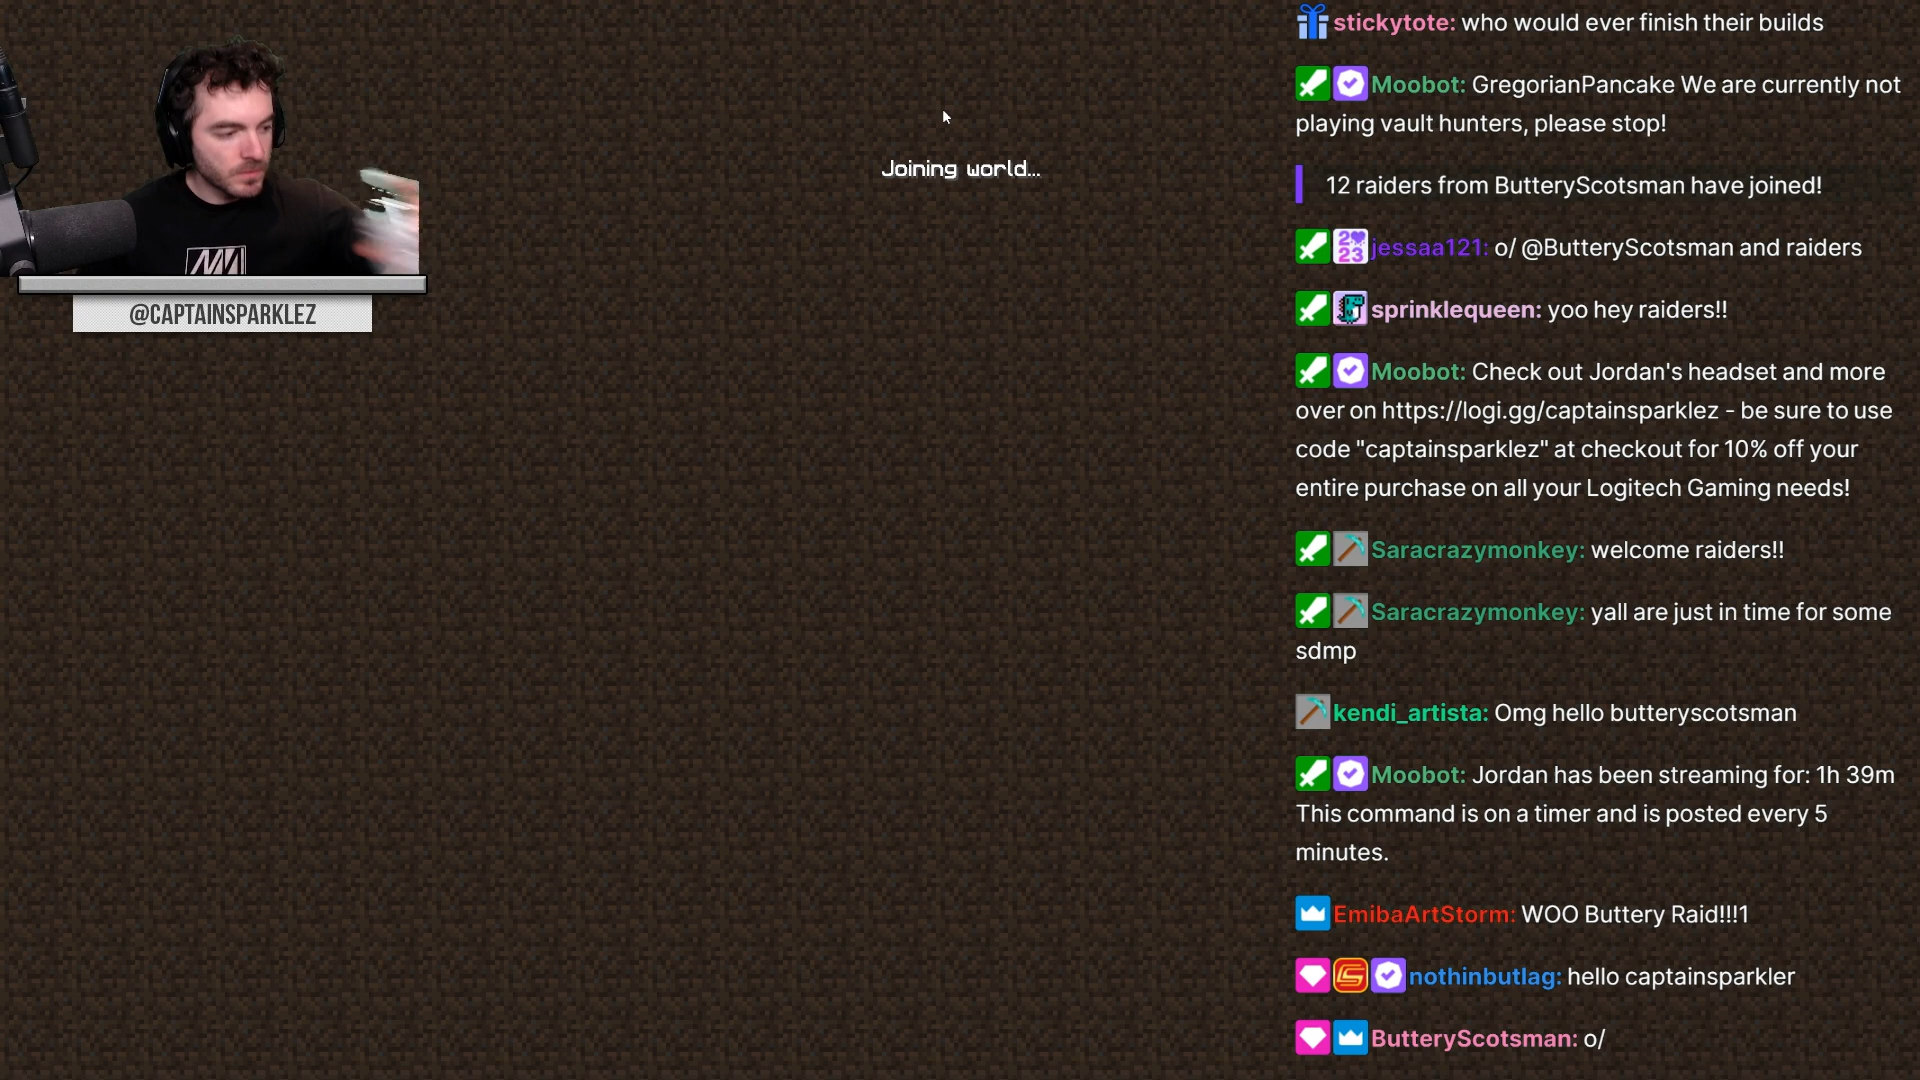 stickytote: who would ever finish their builds
Moobot: GregorianPancake We are currently not
playing vault hunters, please stop!
Joining world...
12 raiders from ButteryScotsman have joined!
jessaa121: o/ @ButteryScotsman and raiders
sprinklequeen: yoo hey raiders!!
@CAPTAINSPARKLEZ
Moobot: Check out Jordan's headset and more
over on https://logi.gg/captainsparklez - be sure to use
code "captainsparklez" at checkout for 10% off your
entire purchase on all your Logitech Gaming needs!
Saracrazymonkey: welcome raiders!!
Saracrazymonkey: yall are just in time for some
sdmp
kendi_artista: Omg hello butteryscotsman
Moobot: Jordan has been streaming for: 1h 39m
This command is on a timer and is posted every 5
minutes.
EmibaArtStorm: WOO Buttery Raid!!!1
nothinbutlag: hello captainsparkler
ButteryScotsman: o/